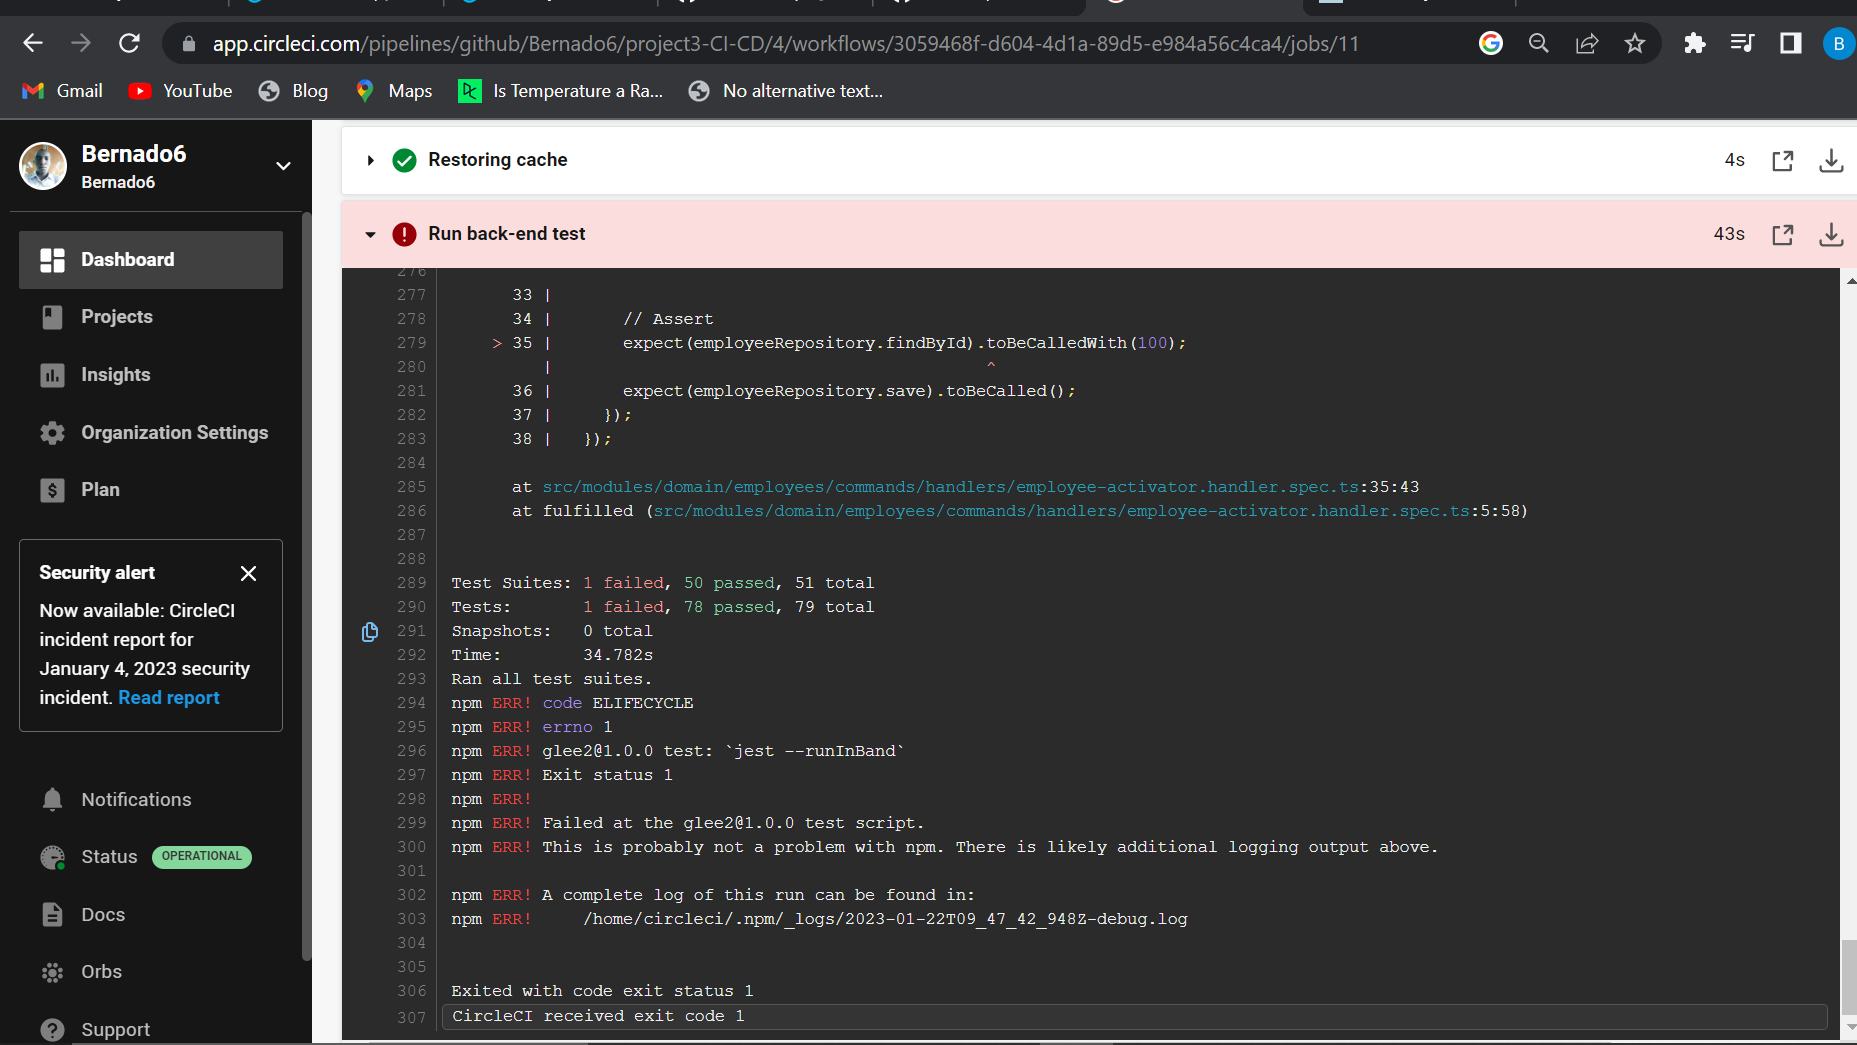 app.circleci.com/pipelines/github/Bernado6/project3-CI-CD/4/workflows/3059468f-d604-4d1a-89d5-e984a56c4ca4/jobs/11
B
Gmail
YouTube
Blog
Maps
Is Temperature a Ra...
No alternative text...
Bernado6
Bernado6
Dashboard
Projects
Insights
Organization Settings
Plan
Security alert
Now available: CircleCI
incident report for
January 4, 2023 security
incident. Read report
Notifications
Status OPERATIONAL
Docs
Orbs
Support
Restoring cache 4s
Run back-end test 43s
276
277 33 |
278 34 | // Assert
279 > 35 | expect(employeeRepository.findById).toBeCalledWith(100);
280 | ^
281 36 | expect(employeeRepository.save).toBeCalled();
282 37 | });
283 38 | });
284
285 at src/modules/domain/employees/commands/handlers/employee-activator.handler.spec.ts:35:43
286 at fulfilled (src/modules/domain/employees/commands/handlers/employee-activator.handler.spec.ts:5:58)
287
288
289 Test Suites: 1 failed, 50 passed, 51 total
290 Tests: 1 failed, 78 passed, 79 total
291 Snapshots: 0 total
292 Time: 34.782s
293 Ran all test suites.
294 npm ERR! code ELIFECYCLE
295 npm ERR! errno 1
296 npm ERR! glee2@1.0.0 test: `jest --runInBand`
297 npm ERR! Exit status 1
298 npm ERR!
299 npm ERR! Failed at the glee2@1.0.0 test script.
300 npm ERR! This is probably not a problem with npm. There is likely additional logging output above.
301
302 npm ERR! A complete log of this run can be found in:
303 npm ERR! /home/circleci/.npm/_logs/2023-01-22T09_47_42_948Z-debug.log
304
305
306 Exited with code exit status 1
307 CircleCI received exit code 1